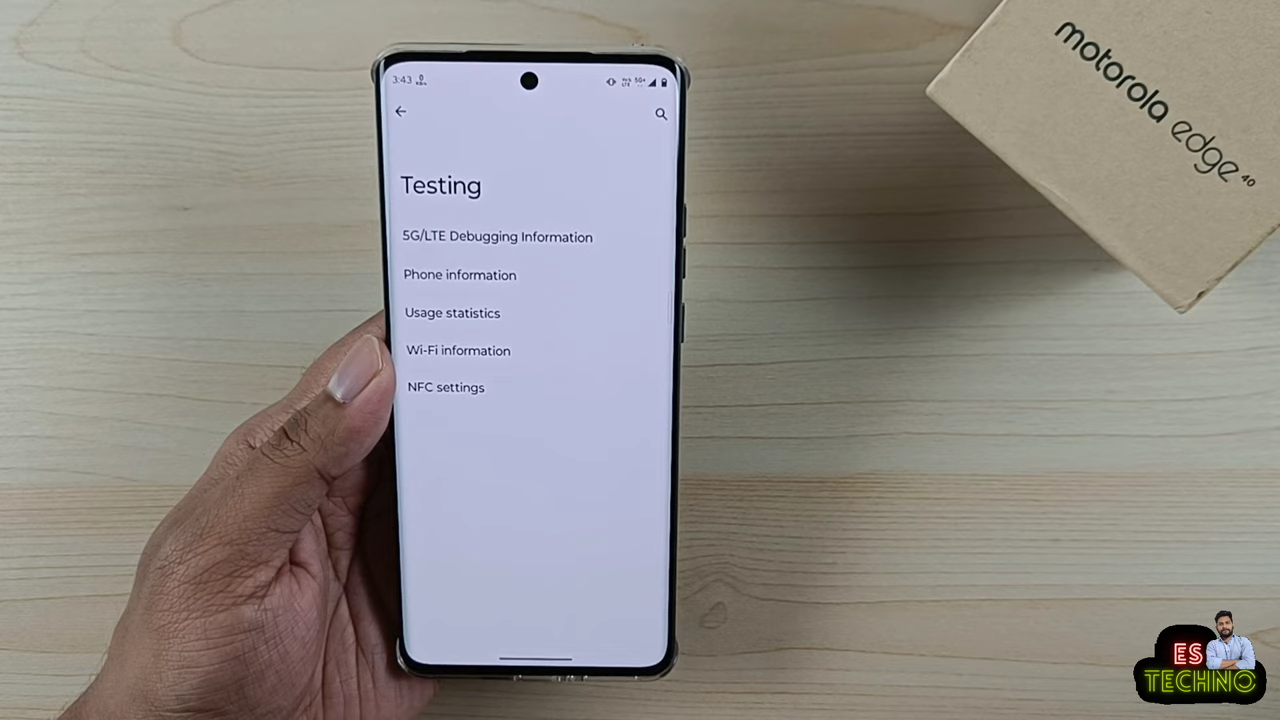 3:43
5G+
Testing
5G/LTE Debugging Information
Phone information
Usage statistics
Wi-Fi information
NFC settings
motorola edge 40
ES
TECHNO